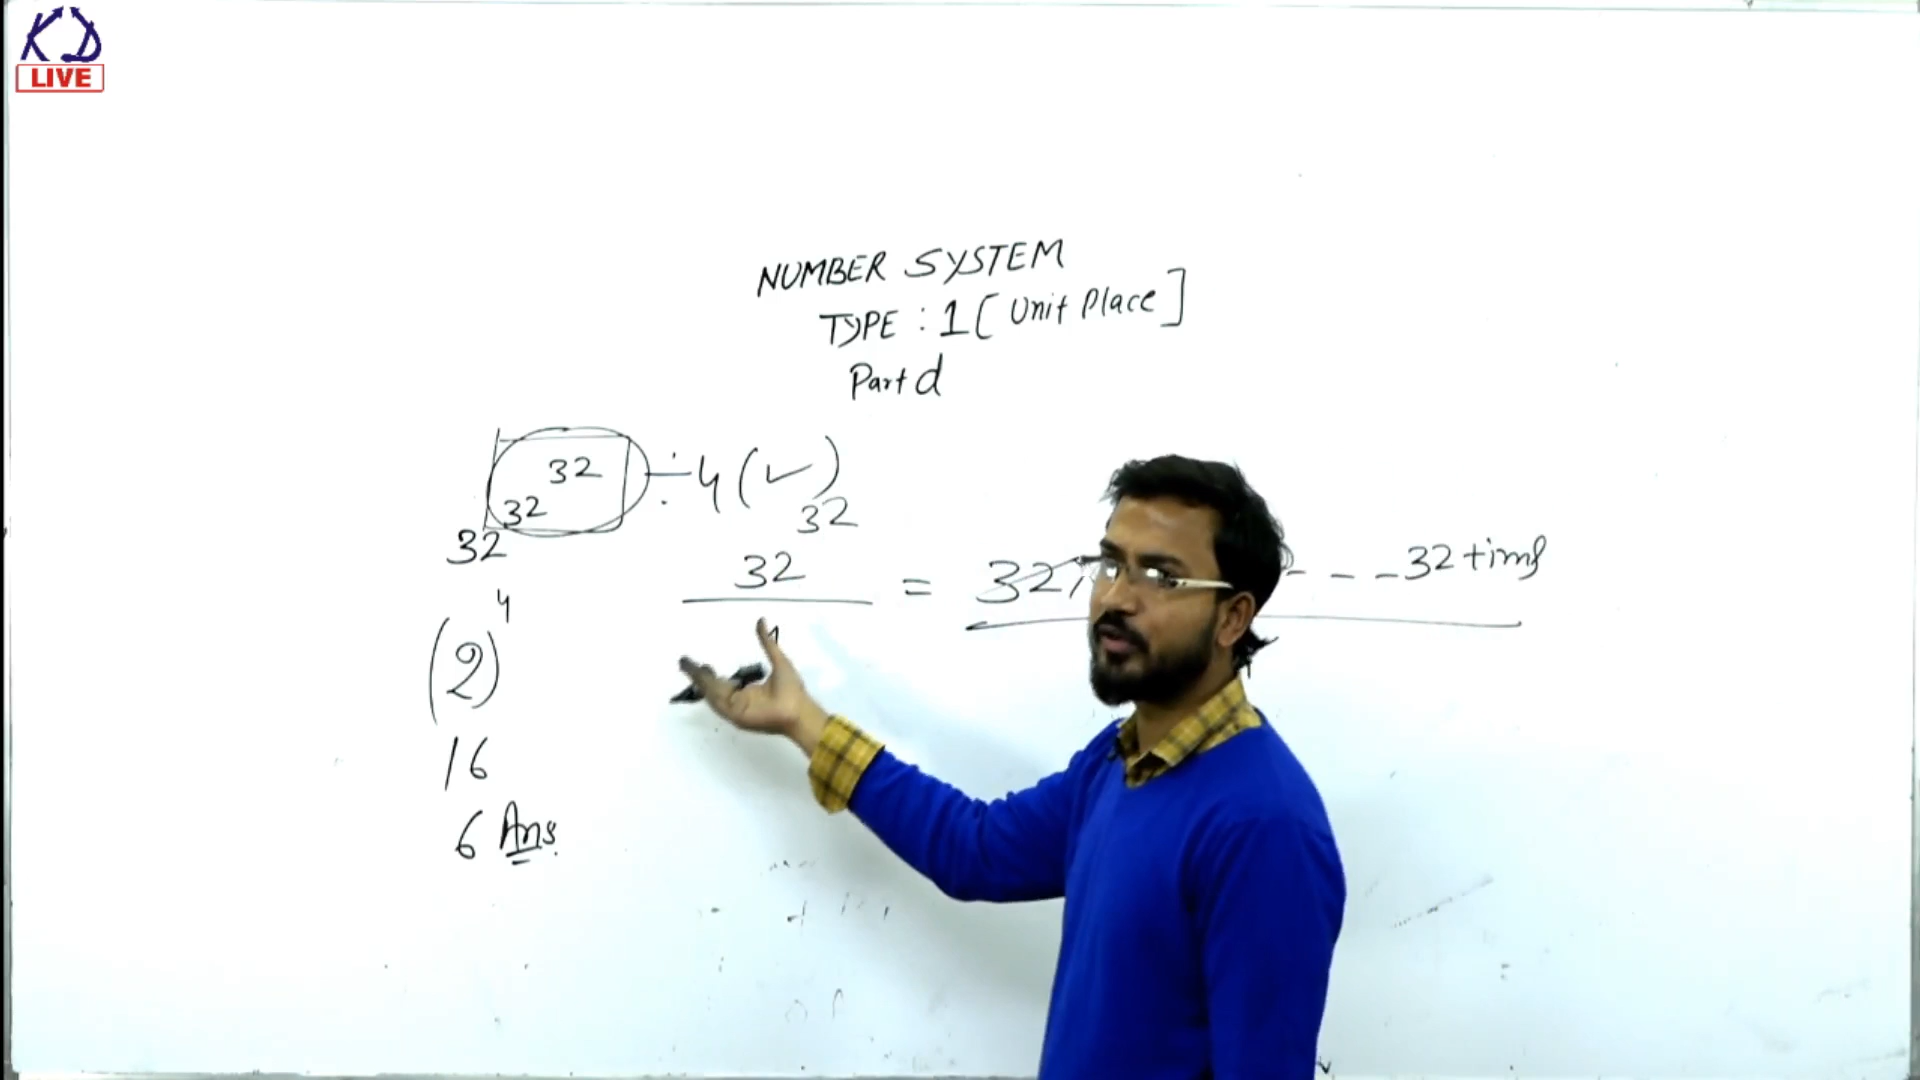 KD
LIVE
NUMBER SYSTEM
TYPE : 1 [ Unit Place ]
Part d
32 32 32 ÷ 4 (✓)
32 32 = 32 - - - 32 times
4
(2) 4
16
6 Ans.